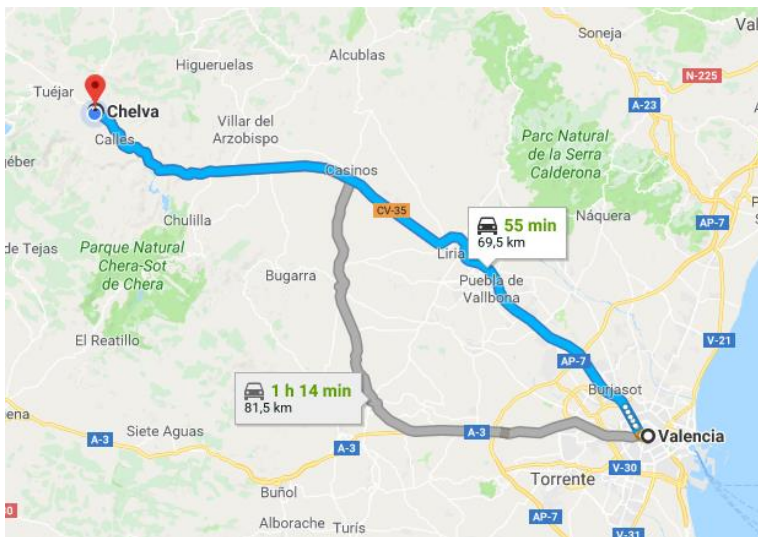 Soneja
Val
Alcublas
Higueruelas
N-225
Tuéjar
A-23
Chelva
Villar del
Arzobispo
Calles
Parc Natural
de la Serra
Calderona
géber
Casinos
CV-35
55 min
69,5 km
Náquera
AP-7
Chulilla
de Tejas
Parque Natural
Chera-Sot
de Chera
Liria
Bugarra
Puebla de
Vallbona
El Reatillo
V-21
AP-7
1 h 14 min
81,5 km
Burjasot
ena
Siete Aguas
A-3
A-3
A-3
Valencia
V-30
Torrente
Buñol
AP-7
Alborache
Turís
V-31